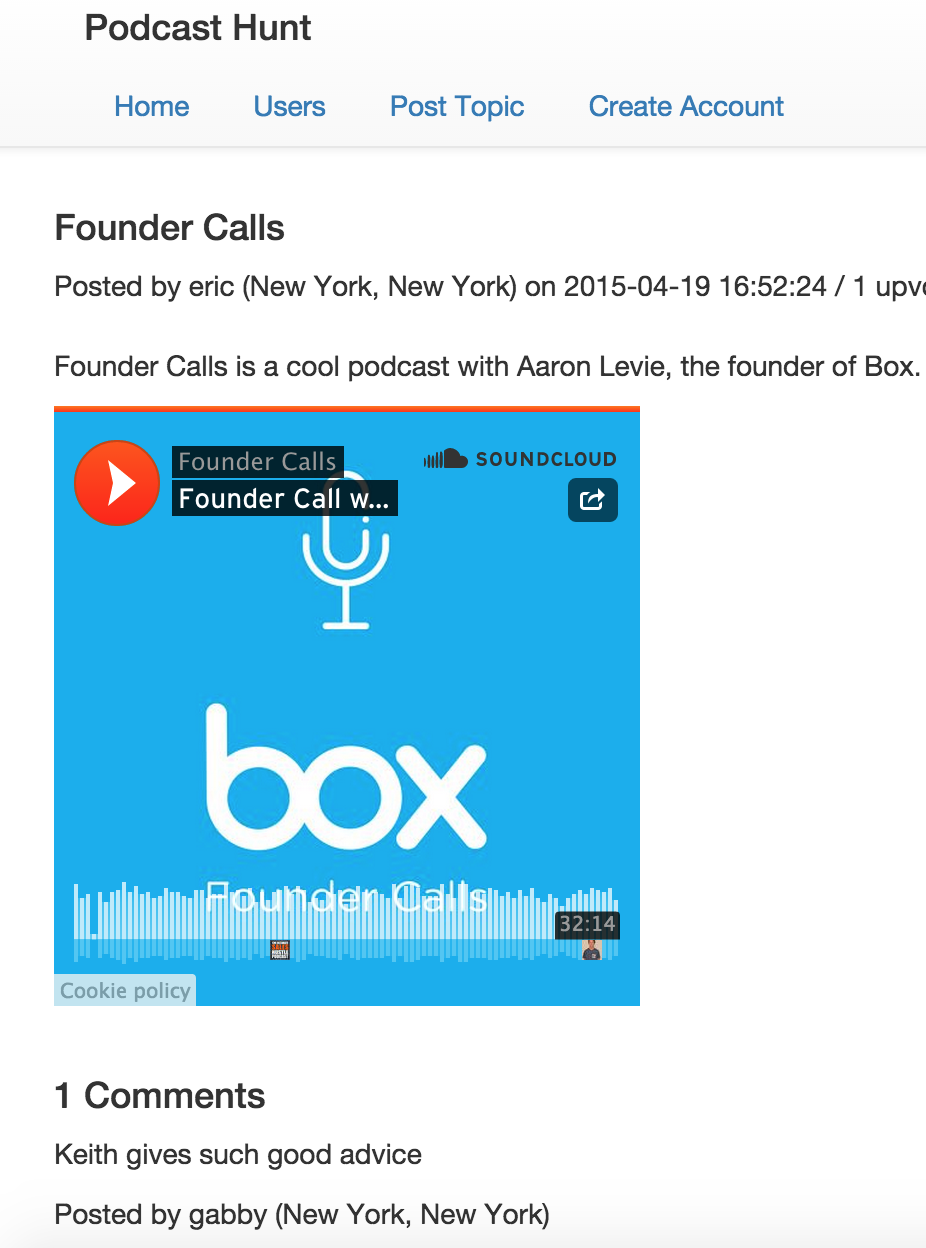 Podcast Hunt
Home Users Post Topic Create Account
Founder Calls
Posted by eric (New York, New York) on 2015-04-19 16:52:24 / 1 upv
Founder Calls is a cool podcast with Aaron Levie, the founder of Box.
Founder Calls
SOUNDCLOUD
Founder Call w...
box
Founder Calls
32:14
Cookie policy
1 Comments
Keith gives such good advice
Posted by gabby (New York, New York)